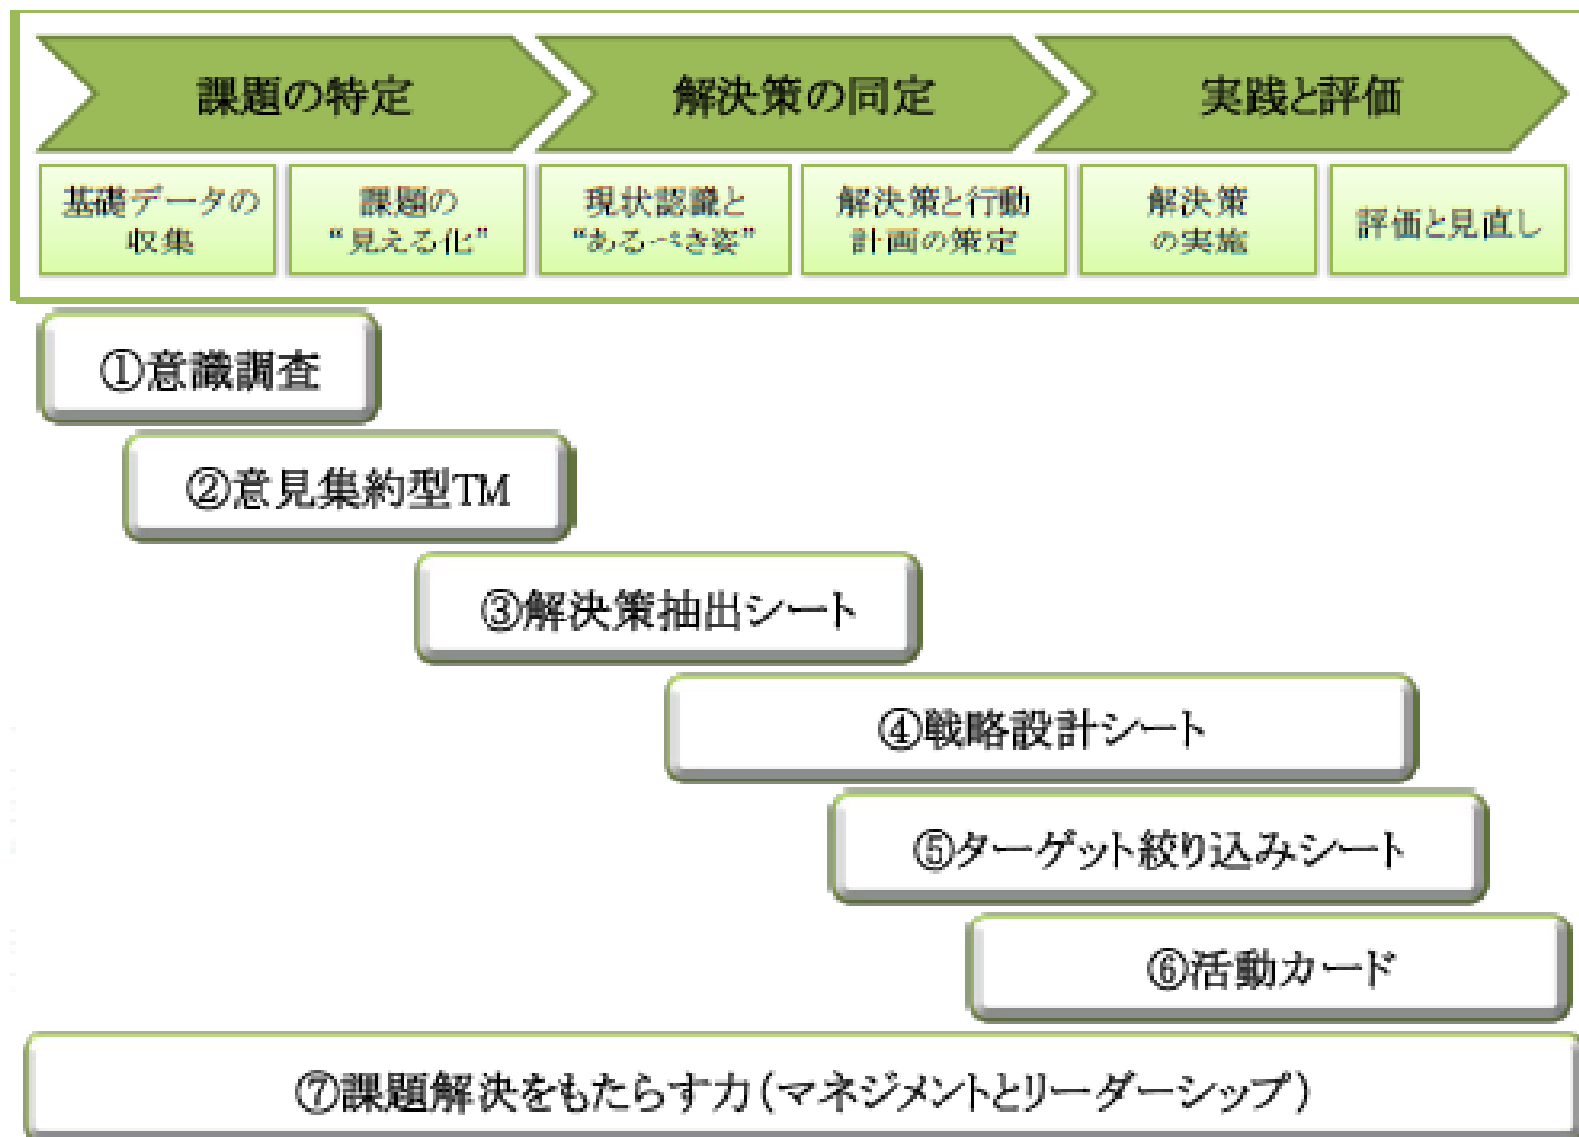 課題の特定
解決策の同定
実践と評価
基礎データの
収集
課題の
“見える化”
現状認識と
“あるべき姿”
解決策と行動
計画の策定
解決策
の実施
評価と見直し
①意識調査
②意見集約型TM
③解決策抽出シート
④戦略設計シート
⑤ターゲット絞り込みシート
⑥活動カード
⑦課題解決をもたらす力(マネジメントとリーダーシップ)